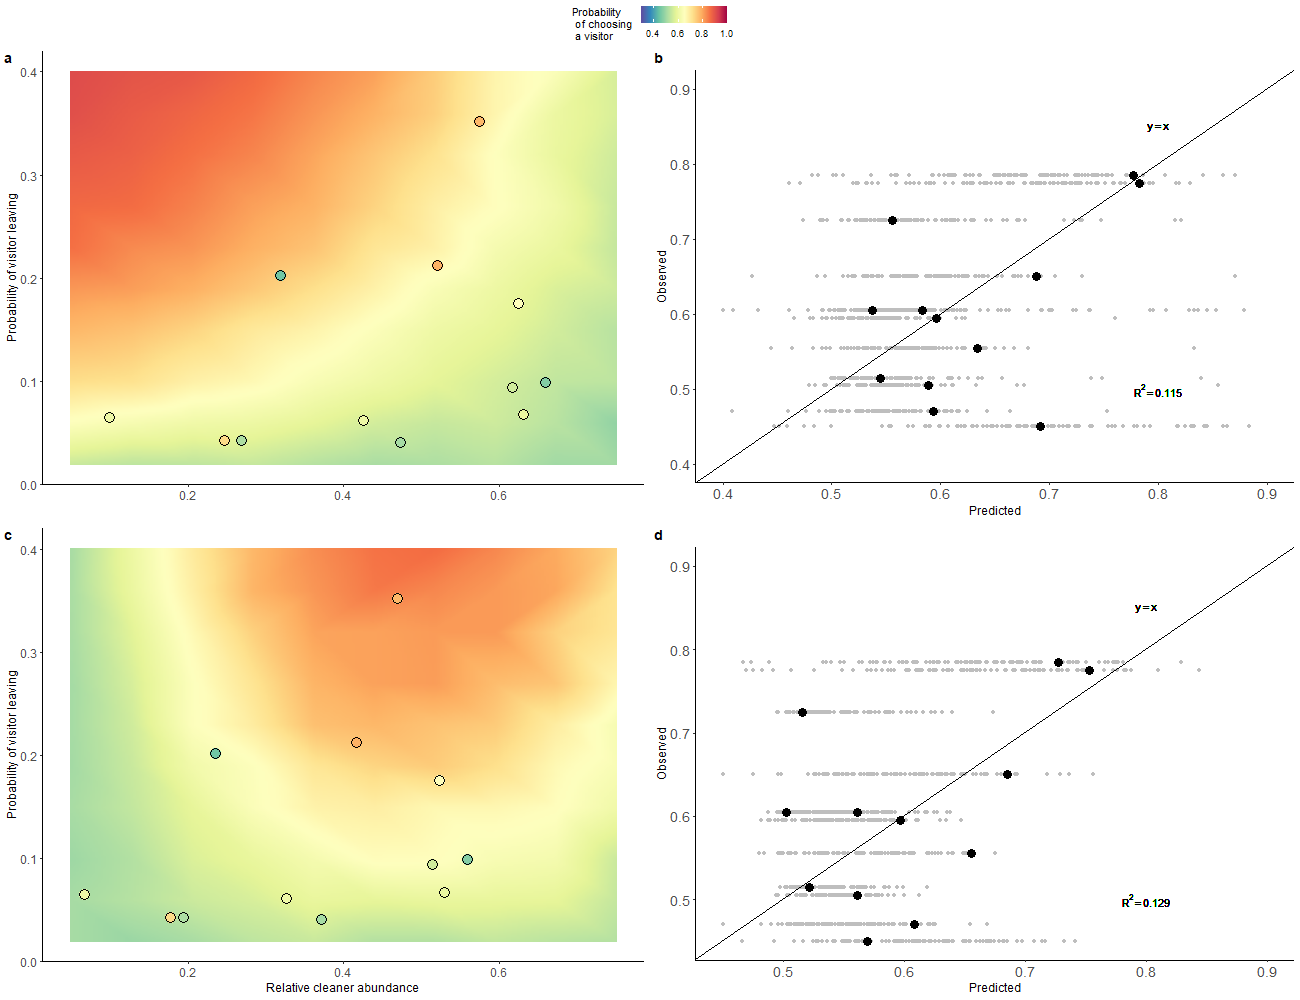 Probability
of choosing
a visitor
0.4 0.6 0.8 1.0
a
0.4
0.3
0.2
0.1
0.0
Probability of visitor leaving
0.2 0.4 0.6
b
0.9
0.8
0.7
0.6
0.5
0.4
Observed
y=x
R²=0.115
0.4 0.5 0.6 0.7 0.8 0.9
Predicted
c
0.4
0.3
0.2
0.1
0.0
Probability of visitor leaving
0.2 0.4 0.6
Relative cleaner abundance
d
0.9
0.8
0.7
0.6
0.5
Observed
y=x
R²=0.129
0.5 0.6 0.7 0.8 0.9
Predicted